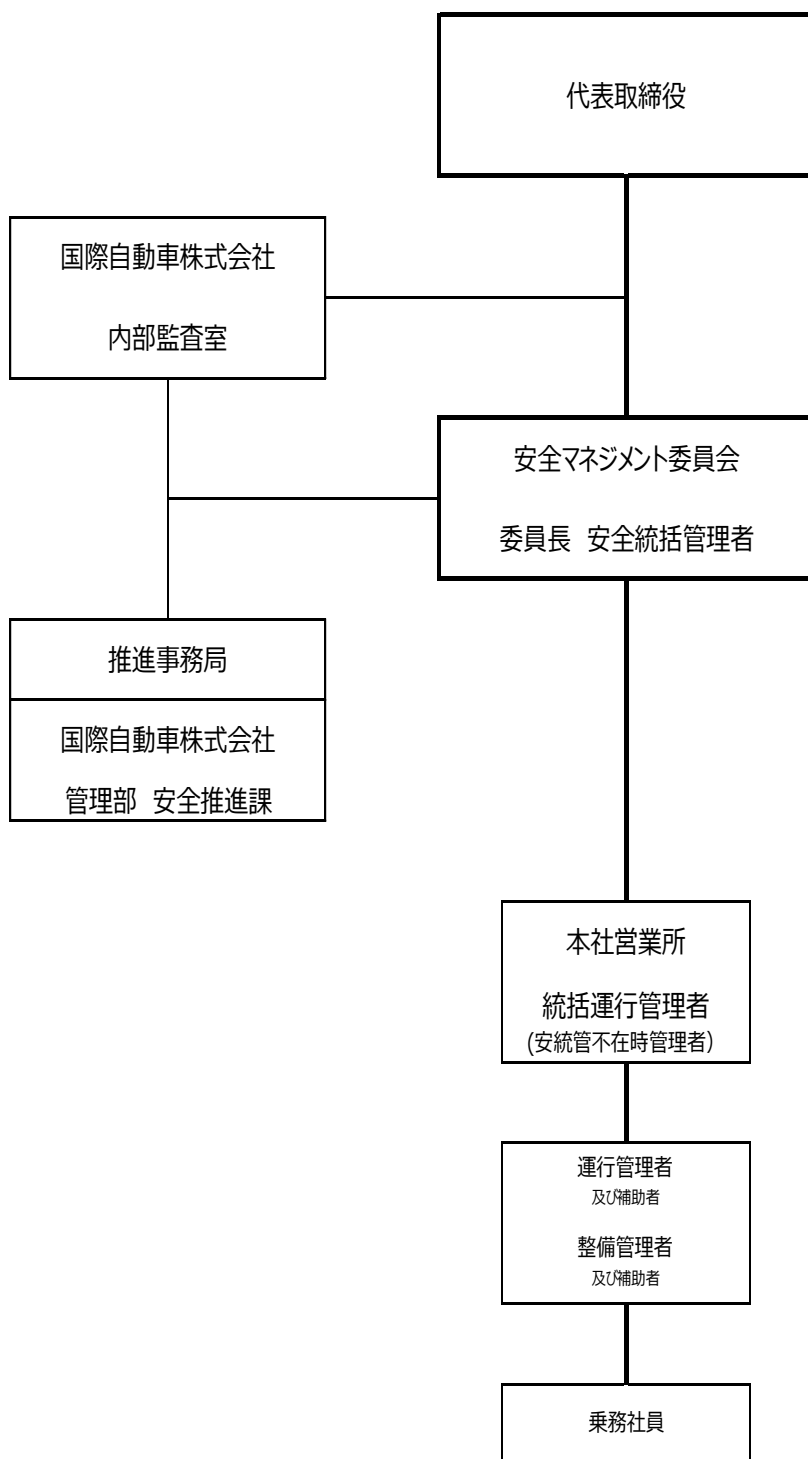 代表取締役
国際自動車株式会社
内部監査室
安全マネジメント委員会
委員長 安全統括管理者
推進事務局
国際自動車株式会社
管理部 安全推進課
本社営業所
統括運行管理者
(安統管不在時管理者)
運行管理者
及び補助者
整備管理者
及び補助者
乗務社員